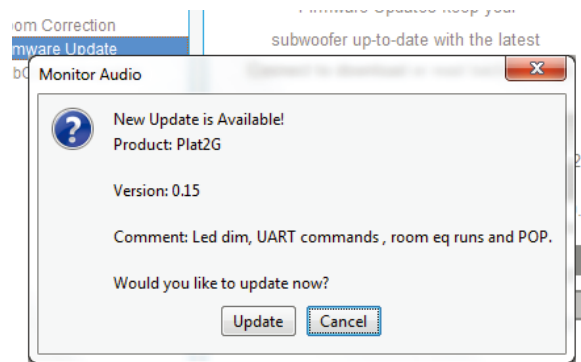 om Correction
mware Update
Firmware Updates keep your
subwoofer up-to-date with the latest
Monitor Audio
New Update is Available!
Product: Plat2G
Version: 0.15
Comment: Led dim, UART commands , room eq runs and POP.
Would you like to update now?
Update
Cancel